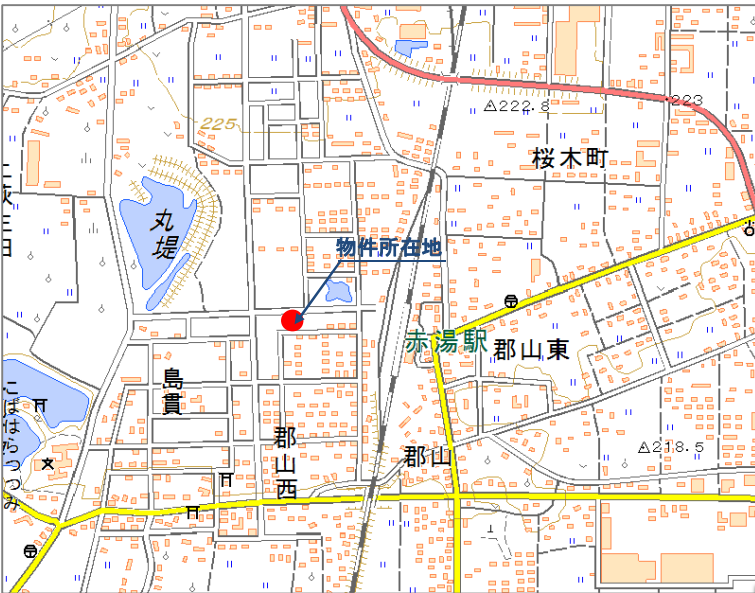 223
222.8
225
桜木町
丸堤
物件所在地
赤湯駅
郡山東
島貫
こばはらつつみ
郡山西
郡山
218.5